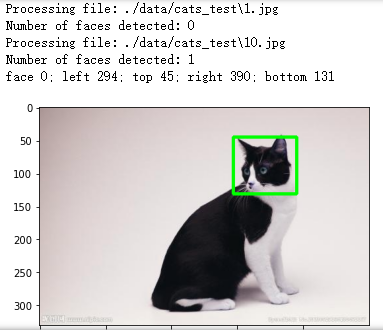 Processing file: ./data/cats_test\1.jpg
Number of faces detected: 0
Processing file: ./data/cats_test\10.jpg
Number of faces detected: 1
face 0; left 294; top 45; right 390; bottom 131
0
50
100
150
200
250
300